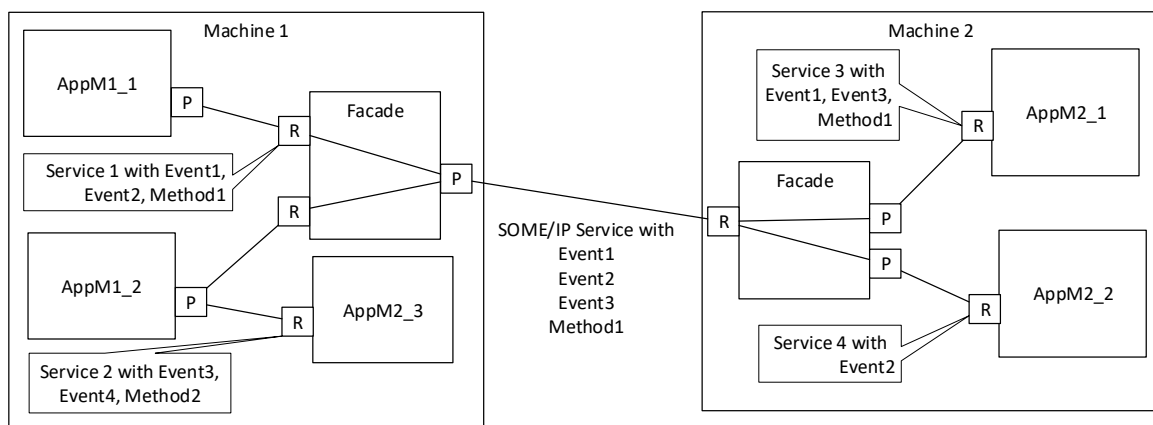 Machine 1
AppM1_1
P
R
Facade
Service 1 with Event1,
Event2, Method1
P
R
AppM1_2
P
R
AppM2_3
Service 2 with Event3,
Event4, Method2
SOME/IP Service with
Event1
Event2
Event3
Method1
Machine 2
Service 3 with
Event1, Event3,
Method1
R
AppM2_1
Facade
R
P
P
R
AppM2_2
Service 4 with
Event2